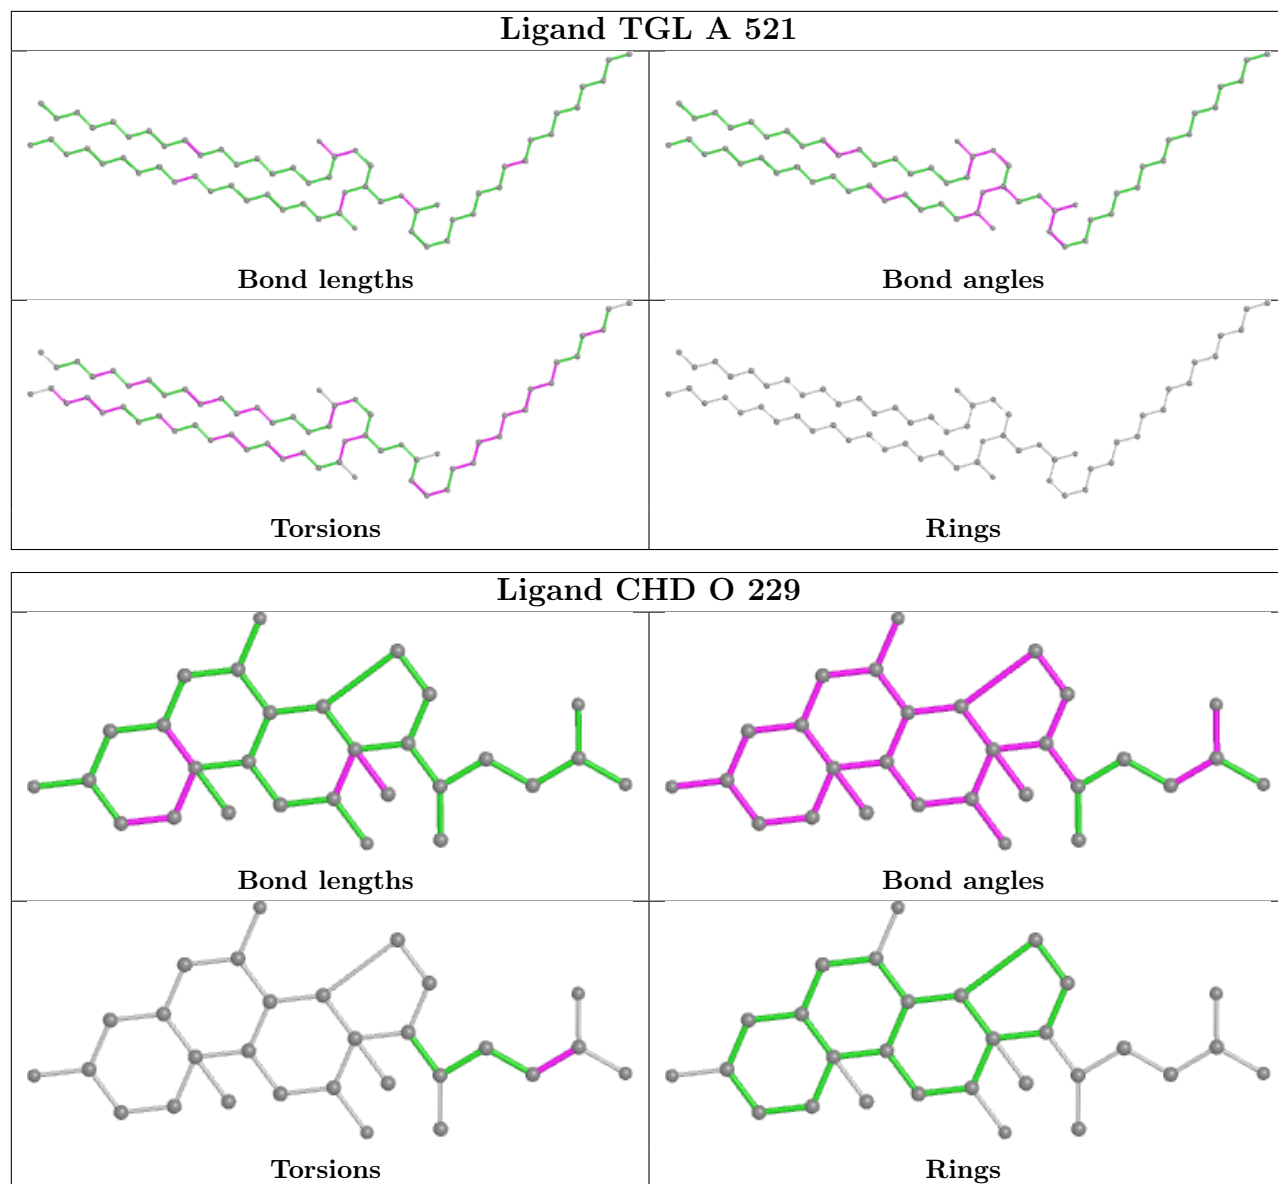 Ligand TGL A 521
Bond lengths
Bond angles
Torsions
Rings
Ligand CHD O 229
Bond lengths
Bond angles
Torsions
Rings